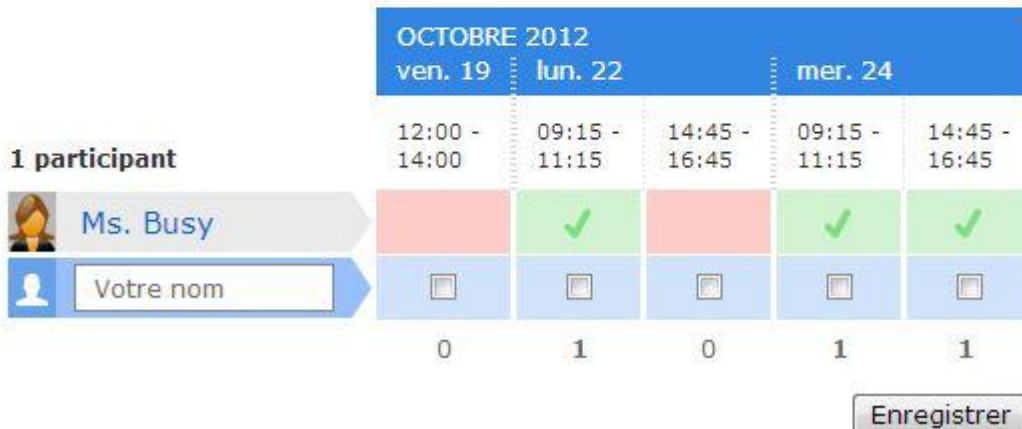 OCTOBRE 2012
ven. 19 lun. 22 mer. 24
12:00 - 09:15 - 14:45 - 09:15 - 14:45 -
1 participant 14:00 11:15 16:45 11:15 16:45
Ms. Busy
Votre nom
0 1 0 1 1
Enregistrer